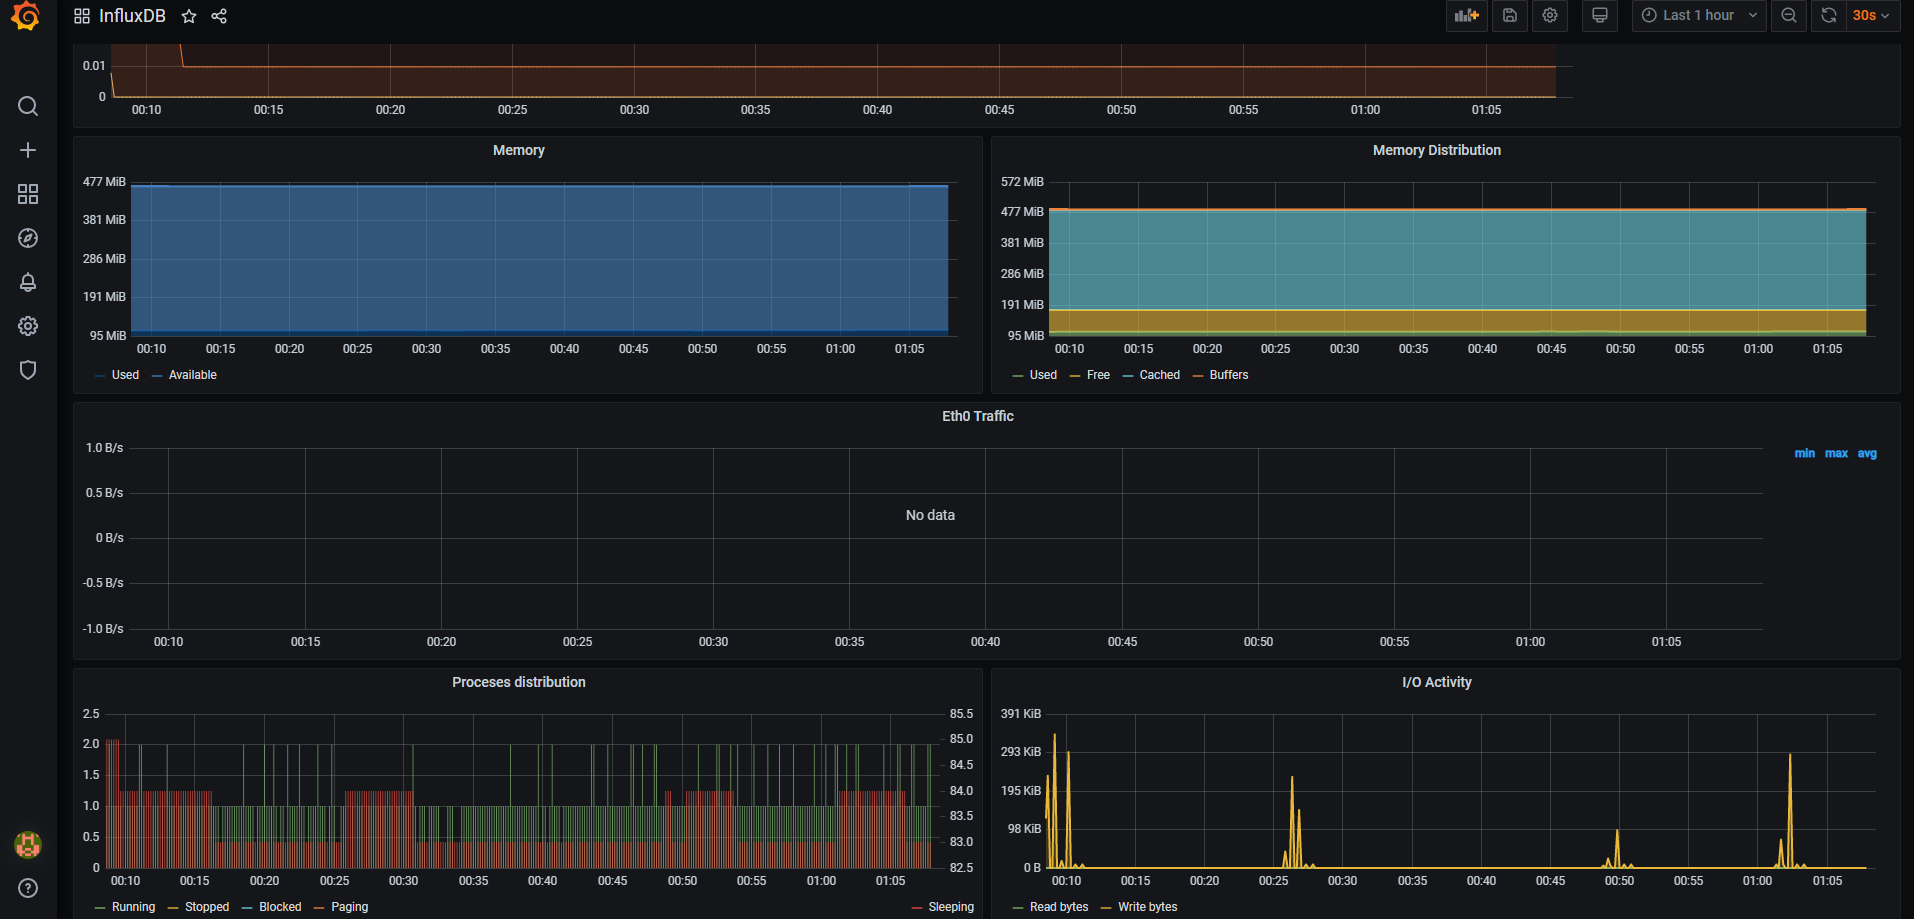 InfluxDB
Last 1 hour
30s
0.01
0
00:10 00:15 00:20 00:25 00:30 00:35 00:40 00:45 00:50 00:55 01:00 01:05
Memory
477 MiB
381 MiB
286 MiB
191 MiB
95 MiB
00:10 00:15 00:20 00:25 00:30 00:35 00:40 00:45 00:50 00:55 01:00 01:05
Used Available
Memory Distribution
572 MiB
477 MiB
381 MiB
286 MiB
191 MiB
95 MiB
00:10 00:15 00:20 00:25 00:30 00:35 00:40 00:45 00:50 00:55 01:00 01:05
Used Free Cached Buffers
Eth0 Traffic
1.0 B/s
0.5 B/s
0 B/s
-0.5 B/s
-1.0 B/s
No data
min max avg
00:10 00:15 00:20 00:25 00:30 00:35 00:40 00:45 00:50 00:55 01:00 01:05
Proceses distribution
2.5
2.0
1.5
1.0
0.5
0
85.5
85.0
84.5
84.0
83.5
83.0
82.5
00:10 00:15 00:20 00:25 00:30 00:35 00:40 00:45 00:50 00:55 01:00 01:05
Running Stopped Blocked Paging Sleeping
I/O Activity
391 KiB
293 KiB
195 KiB
98 KiB
0 B
00:10 00:15 00:20 00:25 00:30 00:35 00:40 00:45 00:50 00:55 01:00 01:05
Read bytes Write bytes